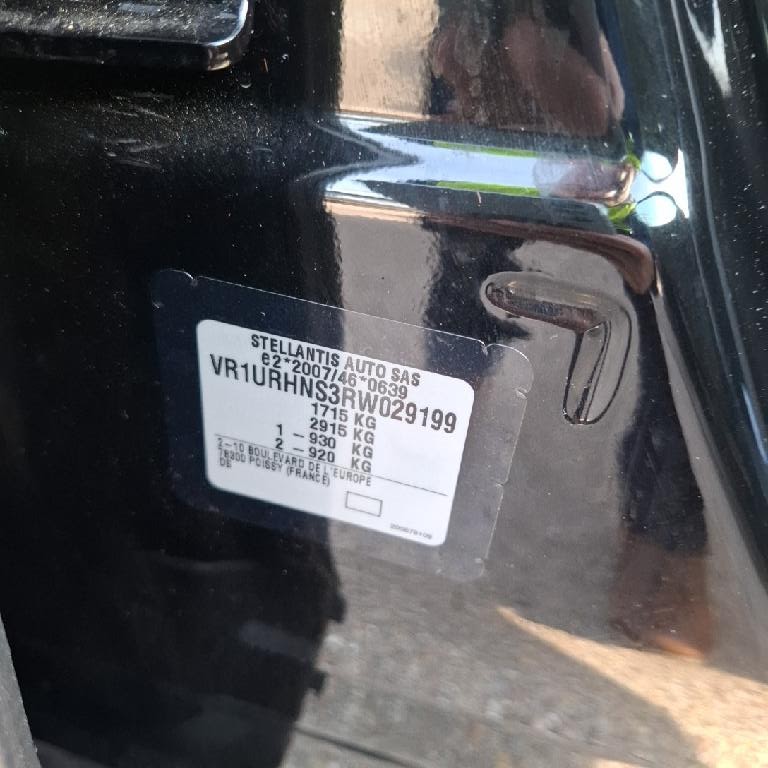 STELLANTIS AUTO SAS
e2*2007/46*0639
VR1URHNS3RW029199
1715 KG
2915 KG
1 - 930 KG
2 - 920 KG
2-10 BOULEVARD DE L'EUROPE
78300 POISSY (FRANCE)
DS